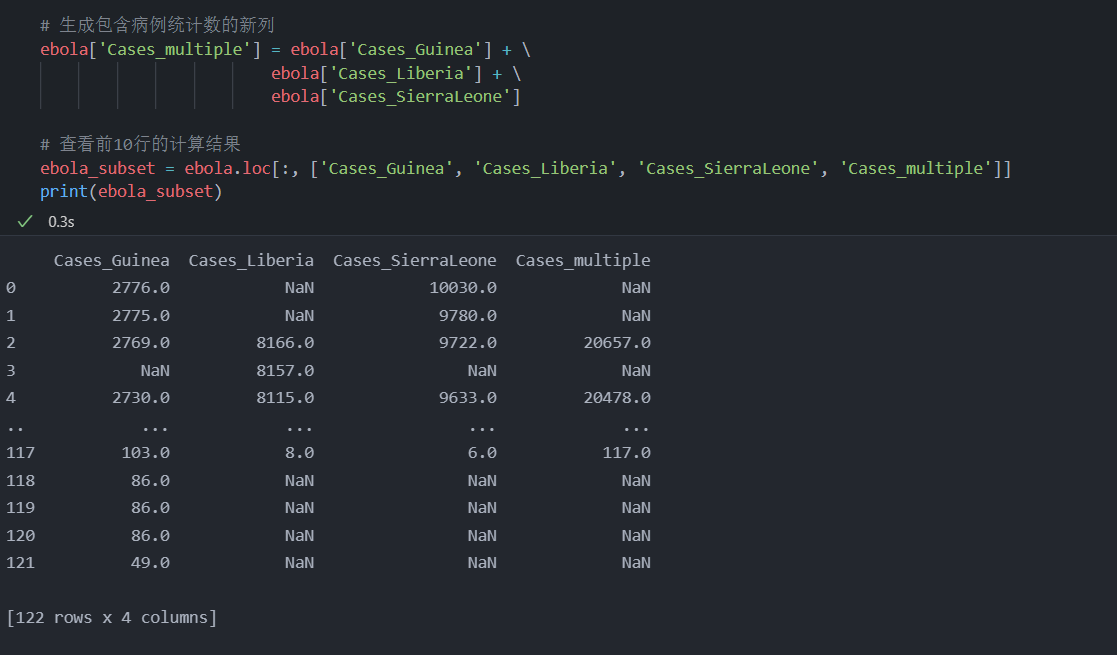 # 生成包含病例统计数的新列
ebola['Cases_multiple'] = ebola['Cases_Guinea'] + \
ebola['Cases_Liberia'] + \
ebola['Cases_SierraLeone']
# 查看前10行的计算结果
ebola_subset = ebola.loc[:, ['Cases_Guinea', 'Cases_Liberia', 'Cases_SierraLeone', 'Cases_multiple']]
print(ebola_subset)
0.3s
Cases_Guinea Cases_Liberia Cases_SierraLeone Cases_multiple
0 2776.0 NaN 10030.0 NaN
1 2775.0 NaN 9780.0 NaN
2 2769.0 8166.0 9722.0 20657.0
3 NaN 8157.0 NaN NaN
4 2730.0 8115.0 9633.0 20478.0
.. ... ... ... ...
117 103.0 8.0 6.0 117.0
118 86.0 NaN NaN NaN
119 86.0 NaN NaN NaN
120 86.0 NaN NaN NaN
121 49.0 NaN NaN NaN
[122 rows x 4 columns]